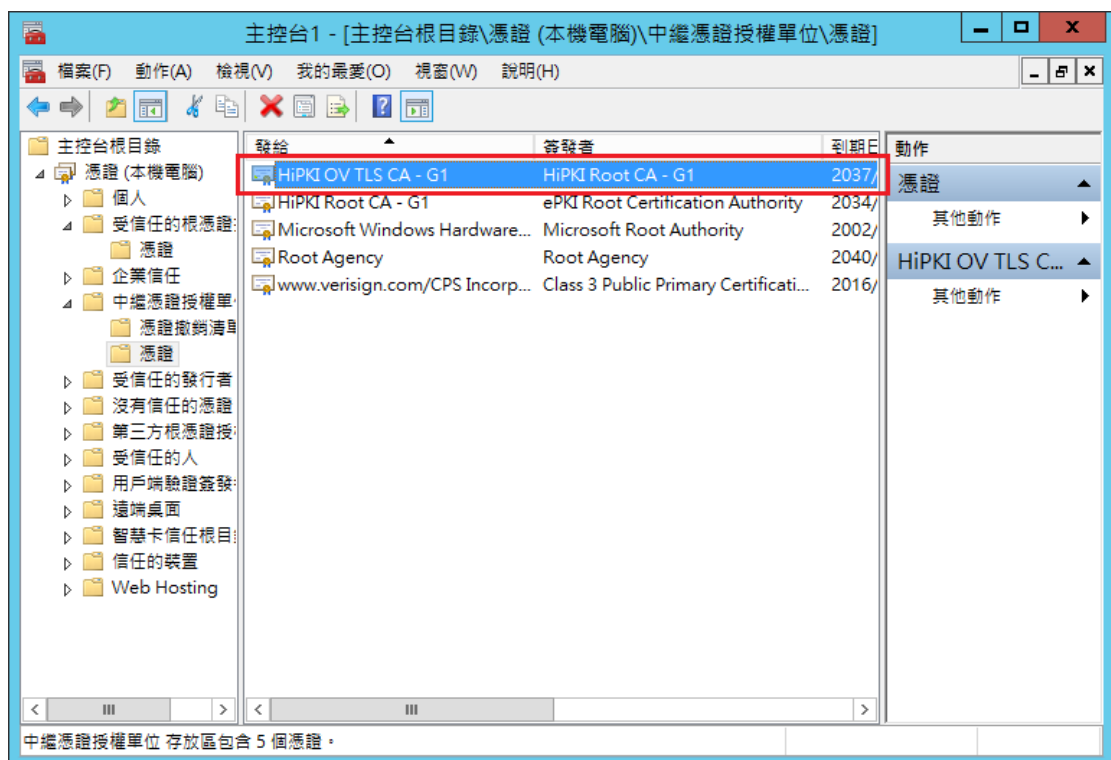 主控台1 - [主控台根目錄\憑證 (本機電腦)\中繼憑證授權單位\憑證]
檔案(F) 動作(A) 檢視(V) 我的最愛(O) 視窗(W) 說明(H)
主控台根目錄
憑證 (本機電腦)
個人
受信任的根憑證
憑證
企業信任
中繼憑證授權單
憑證撤銷清單
憑證
受信任的發行者
沒有信任的憑證
第三方根憑證授
受信任的人
用戶端驗證簽發
遠端桌面
智慧卡信任根目
信任的裝置
Web Hosting
發給 簽發者 到期日
HiPKI OV TLS CA - G1 HiPKI Root CA - G1 2037/
HiPKI Root CA - G1 ePKI Root Certification Authority 2034/
Microsoft Windows Hardware... Microsoft Root Authority 2002/
Root Agency Root Agency 2040/
www.verisign.com/CPS Incorp... Class 3 Public Primary Certificati... 2016/
動作
憑證
其他動作
HiPKI OV TLS C...
其他動作
中繼憑證授權單位 存放區包含 5 個憑證。